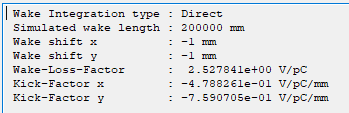 Wake Integration type : Direct
Simulated wake length : 200000 mm
Wake shift x : -1 mm
Wake shift y : -1 mm
Wake-Loss-Factor : 2.527841e+00 V/pC
Kick-Factor x : -4.788261e-01 V/pC/mm
Kick-Factor y : -7.590705e-01 V/pC/mm